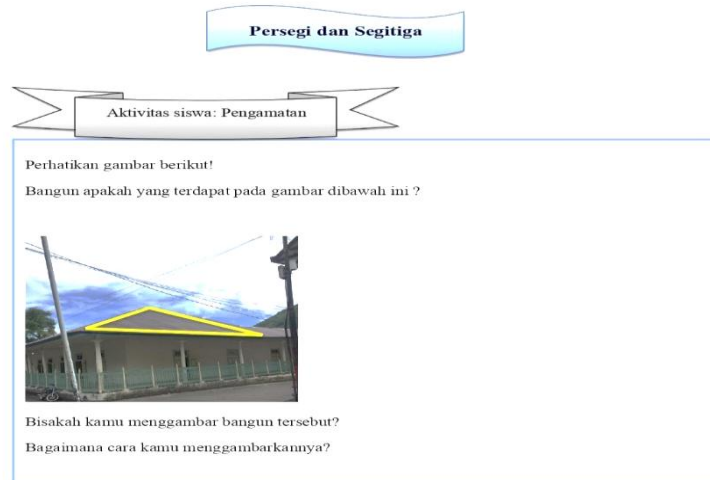 Persegi dan Segitiga
Aktivitas siswa: Pengamatan
Perhatikan gambar berikut!
Bangun apakah yang terdapat pada gambar dibawah ini ?
Bisakah kamu menggambar bangun tersebut?
Bagaimana cara kamu menggambarkannya?